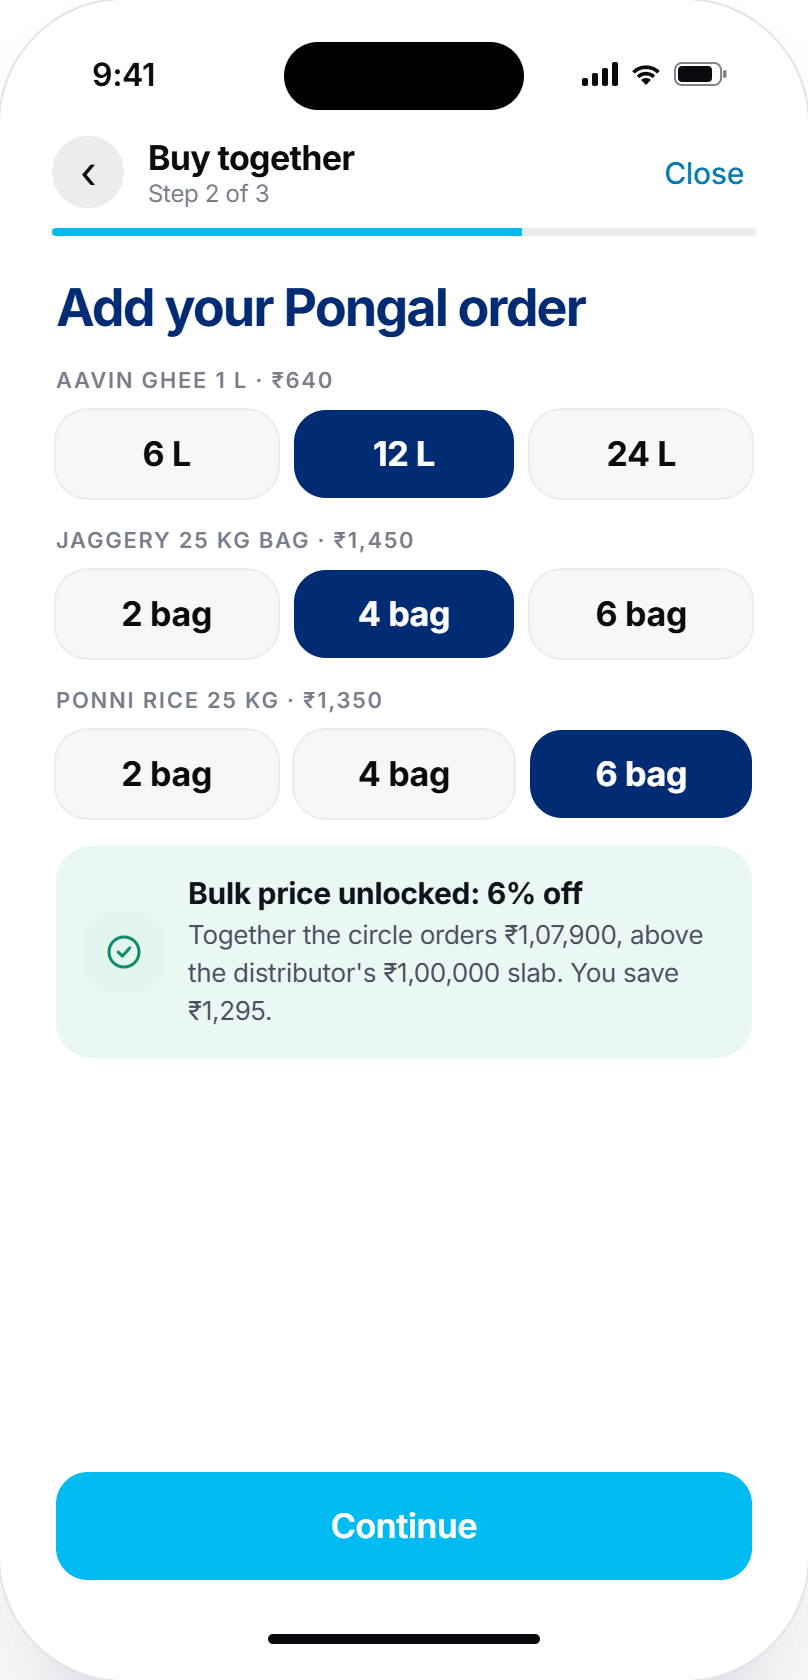 9:41
Buy together
Step 2 of 3
Close
Add your Pongal order
AAVIN GHEE 1 L · ₹640
6 L
12 L
24 L
JAGGERY 25 KG BAG · ₹1,450
2 bag
4 bag
6 bag
PONNI RICE 25 KG · ₹1,350
2 bag
4 bag
6 bag
Bulk price unlocked: 6% off
Together the circle orders ₹1,07,900, above
the distributor's ₹1,00,000 slab. You save
₹1,295.
Continue